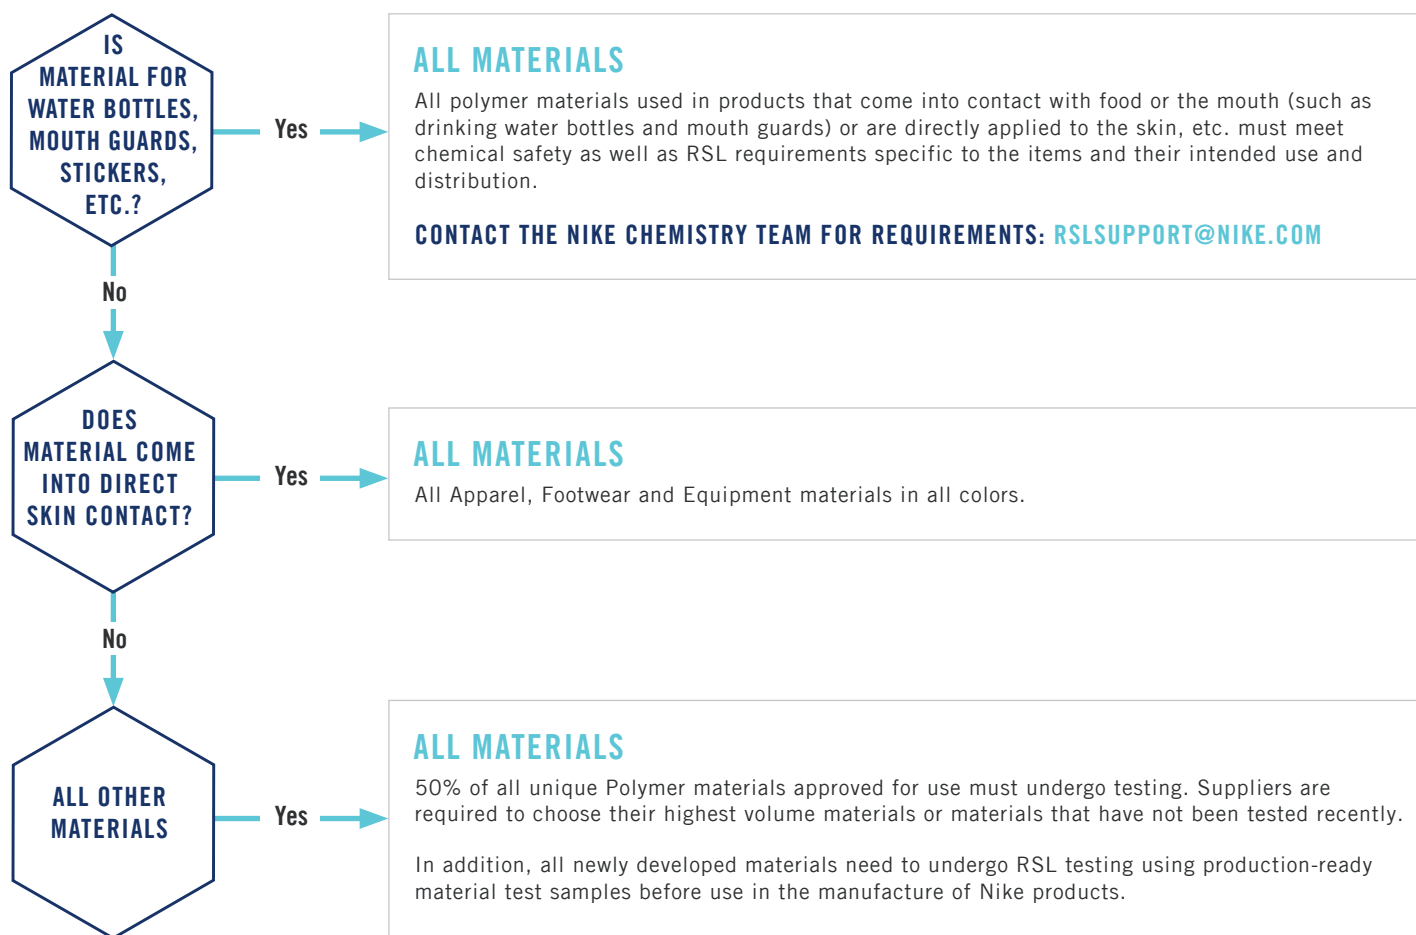 IS
MATERIAL FOR
WATER BOTTLES,
MOUTH GUARDS,
STICKERS,
ETC.?
Yes
ALL MATERIALS
All polymer materials used in products that come into contact with food or the mouth (such as
drinking water bottles and mouth guards) or are directly applied to the skin, etc. must meet
chemical safety as well as RSL requirements specific to the items and their intended use and
distribution.
CONTACT THE NIKE CHEMISTRY TEAM FOR REQUIREMENTS: RSLSUPPORT@NIKE.COM
No
DOES
MATERIAL COME
INTO DIRECT
SKIN CONTACT?
Yes
ALL MATERIALS
All Apparel, Footwear and Equipment materials in all colors.
No
ALL OTHER
MATERIALS
Yes
ALL MATERIALS
50% of all unique Polymer materials approved for use must undergo testing. Suppliers are
required to choose their highest volume materials or materials that have not been tested recently.
In addition, all newly developed materials need to undergo RSL testing using production-ready
material test samples before use in the manufacture of Nike products.